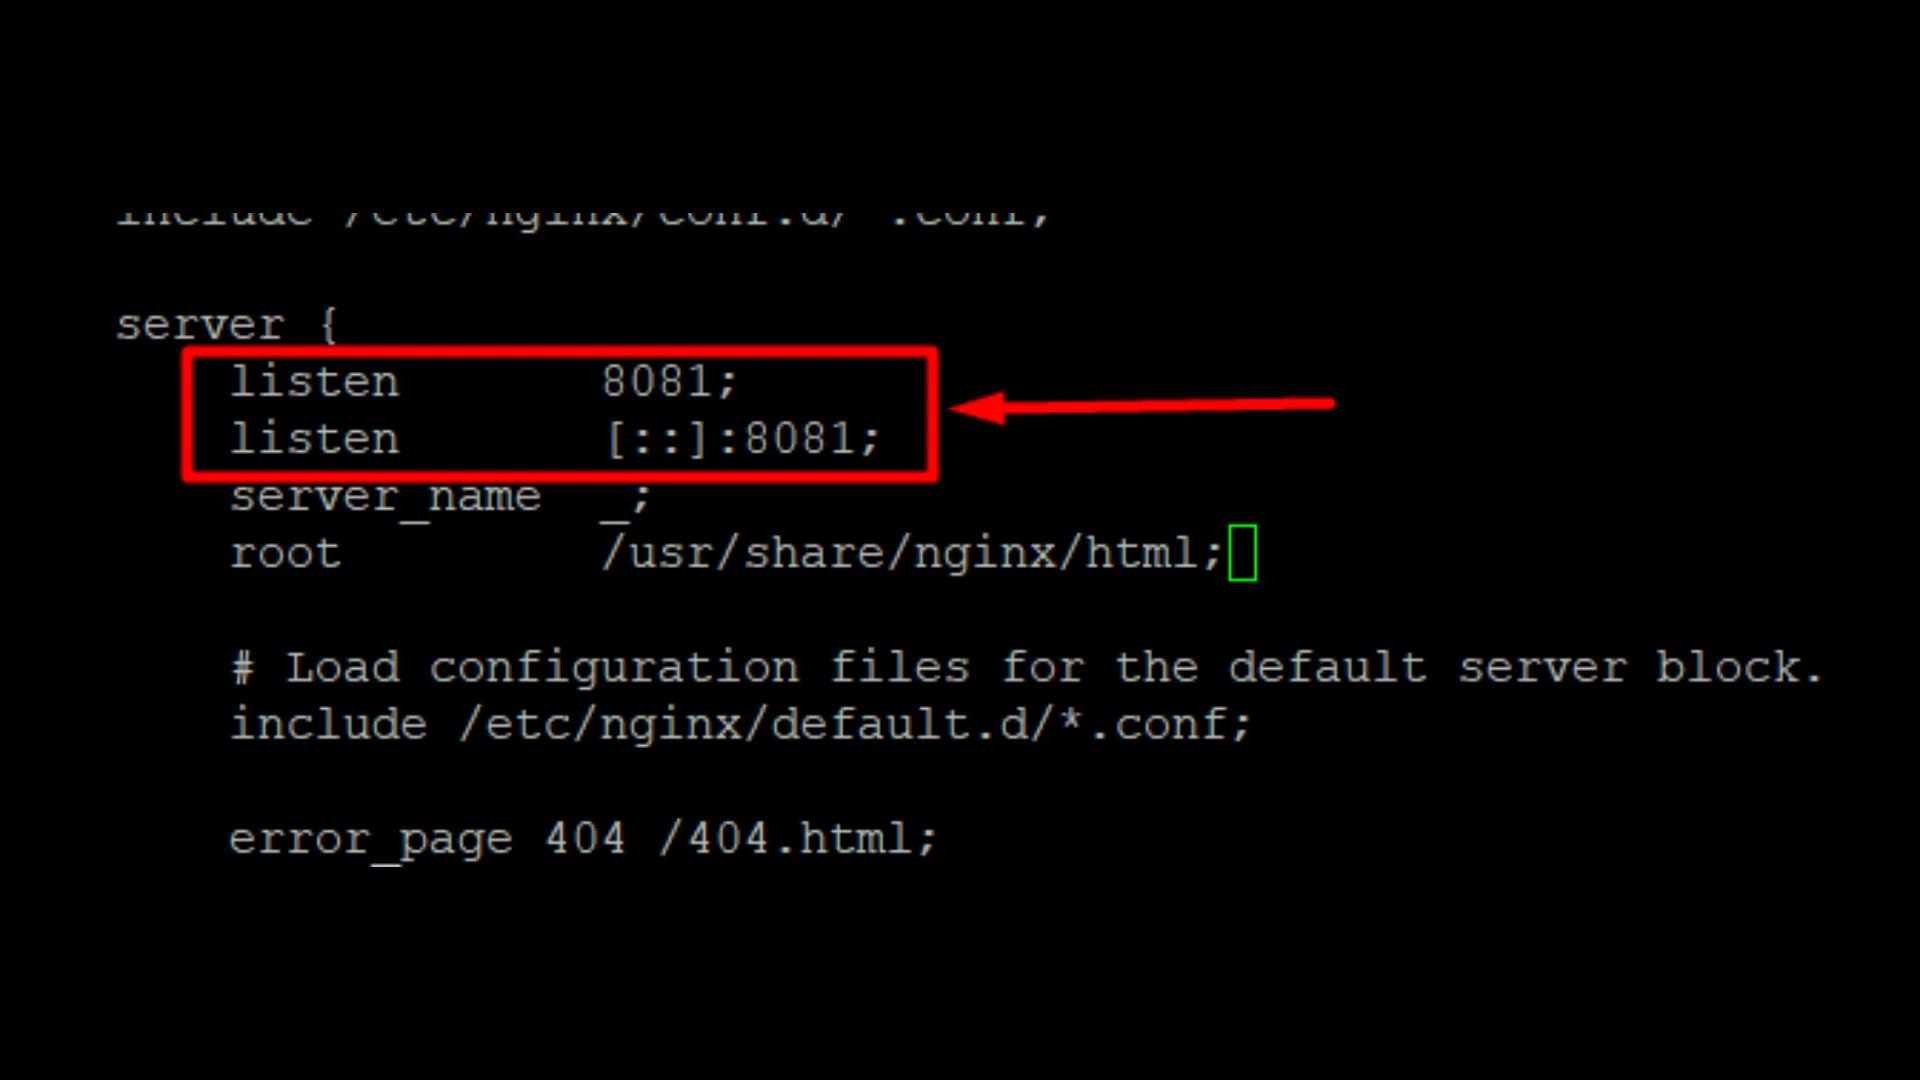 include /etc/nginx/conf.d/ .conf;
server {
listen 8081;
listen [::]:8081;
server_name _;
root /usr/share/nginx/html;
# Load configuration files for the default server block.
include /etc/nginx/default.d/*.conf;
error_page 404 /404.html;